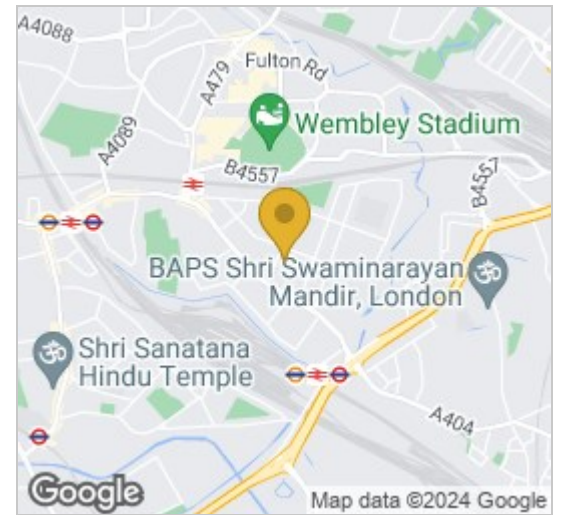 A4088
Fulton Rd
A479
A4089
Wembley Stadium
B4557
B4557
BAPS Shri Swaminarayan
Mandir, London
Shri Sanatana
Hindu Temple
A404
Google
Map data ©2024 Google